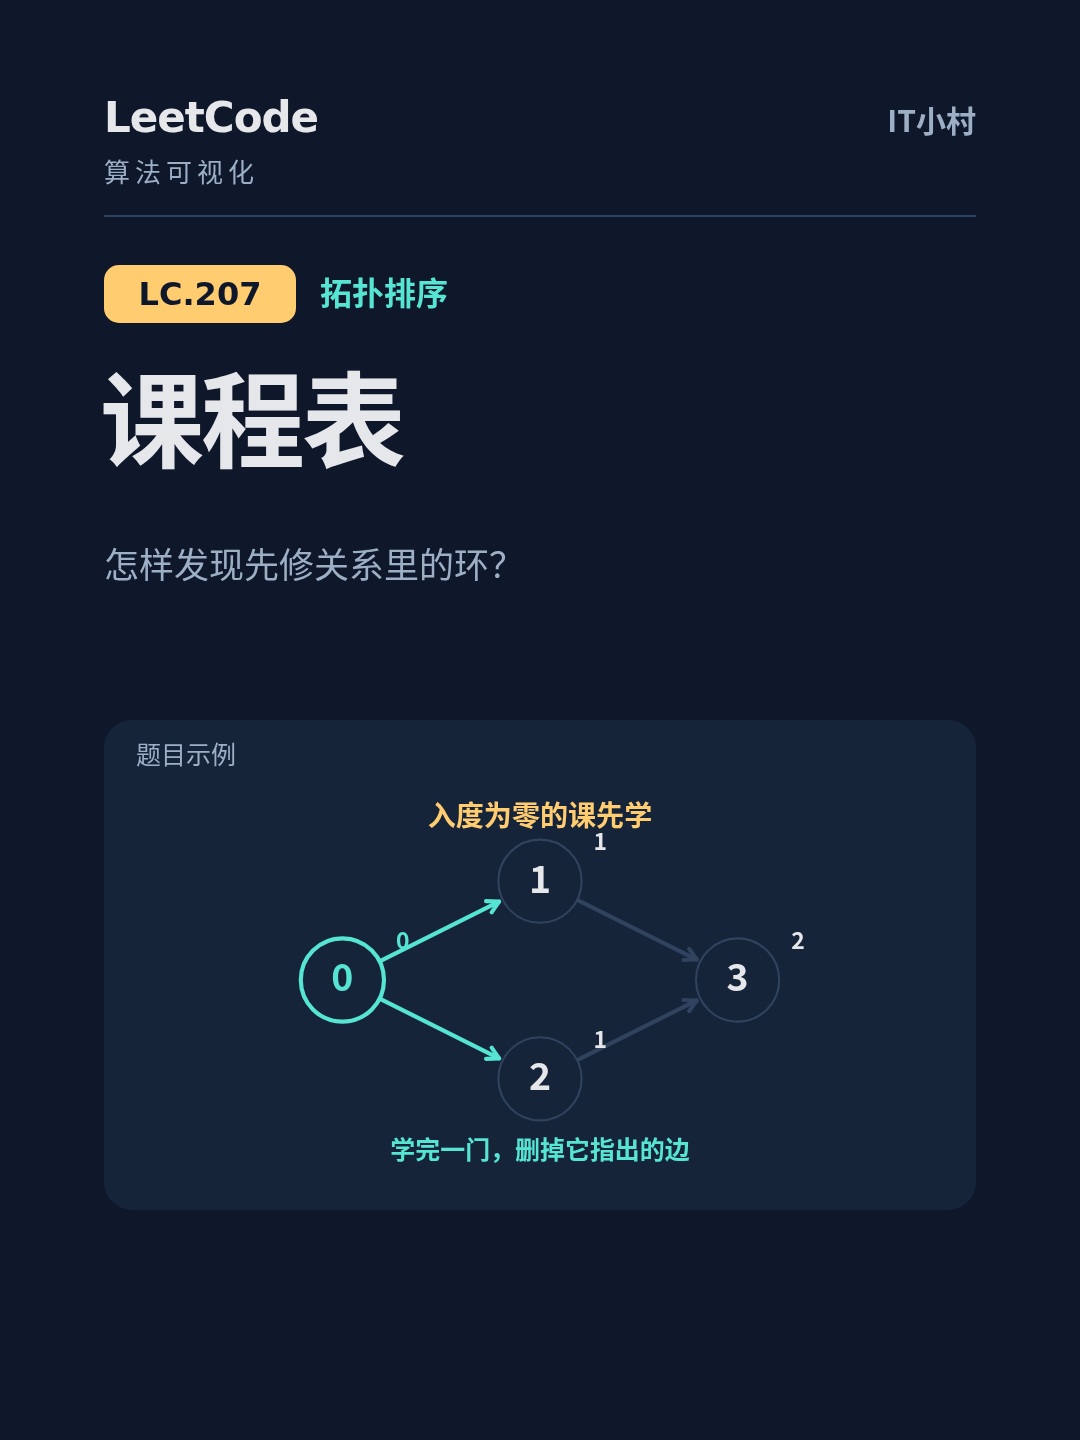 LeetCode
IT小村
算法可视化
LC.207
拓扑排序
课程表
怎样发现先修关系里的环？
题目示例
入度为零的课先学
1
1
0
2
0
3
1
2
学完一门，删掉它指出的边